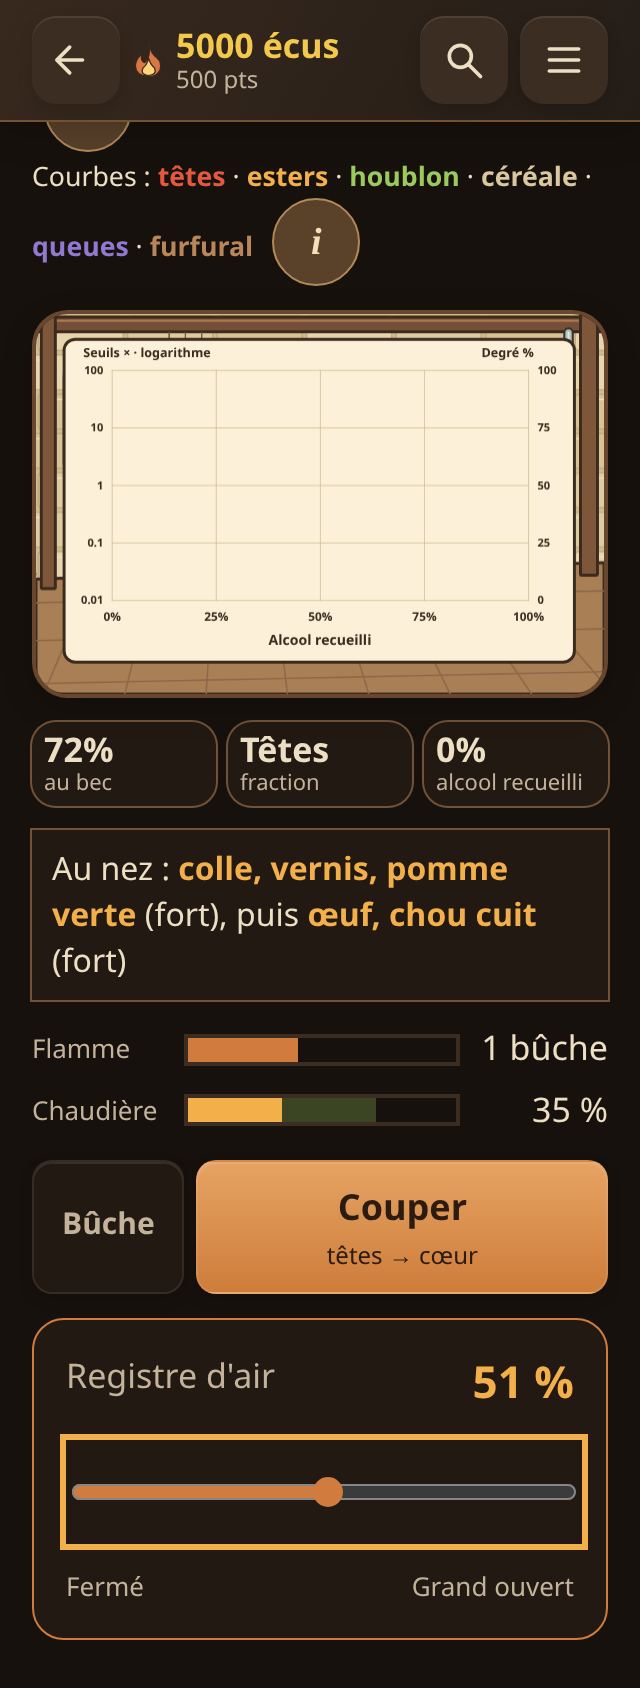 5000 écus
500 pts
Courbes : têtes · esters · houblon · céréale ·
queues · furfural i
Seuils × · logarithme Degré %
100 100
10 75
1 50
0.1 25
0.01 0
0% 25% 50% 75% 100%
Alcool recueilli
72% Têtes 0%
au bec fraction alcool recueilli
Au nez : colle, vernis, pomme
verte (fort), puis œuf, chou cuit
(fort)
Flamme 1 bûche
Chaudière 35 %
Bûche Couper
têtes → cœur
Registre d'air 51 %
Fermé Grand ouvert